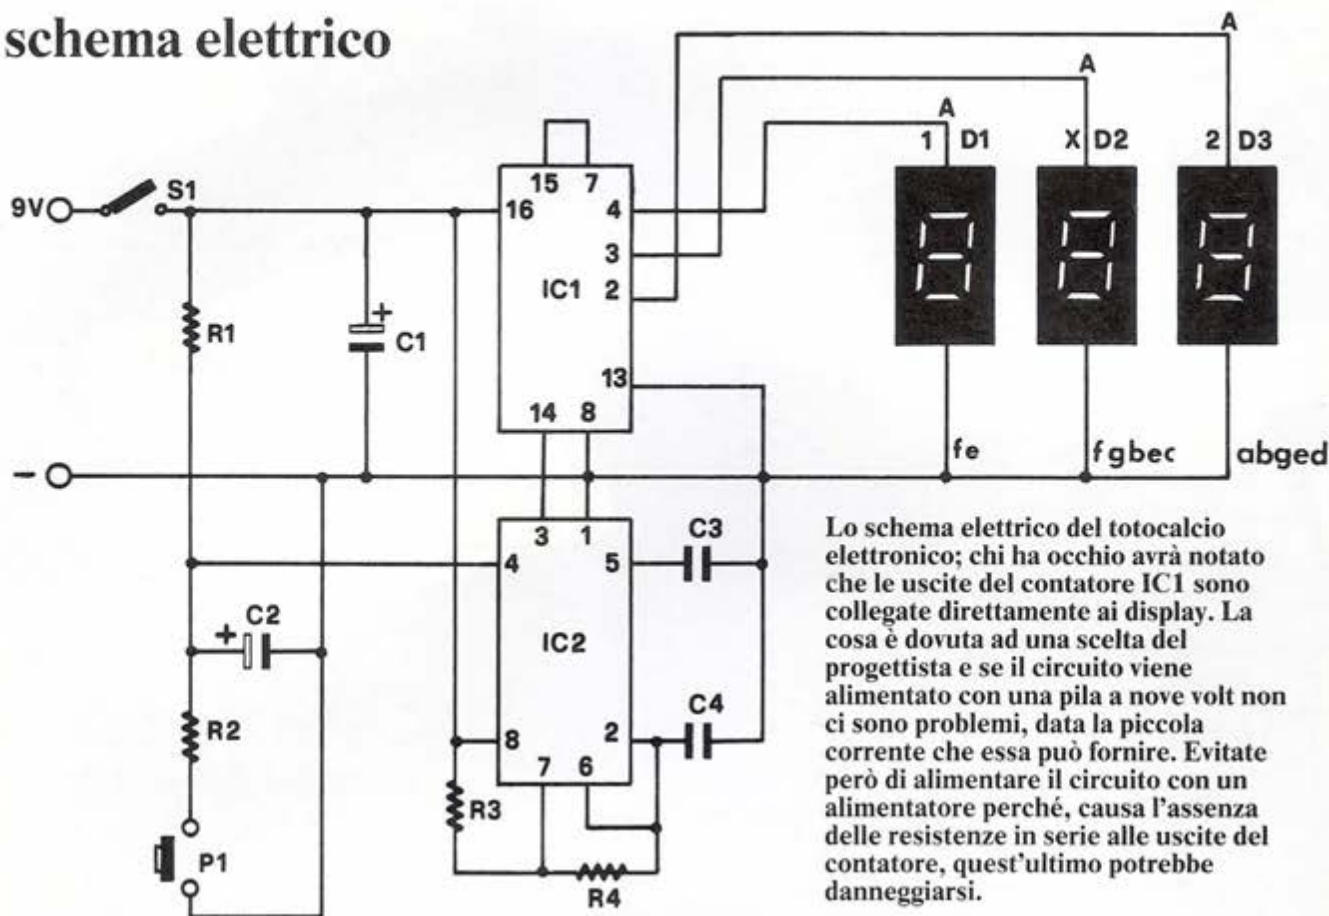 schema elettrico
A
A
A
1 D1
X D2
2 D3
15 7
9V
S1
16
4
3
IC1
2
R1
+
C1
13
14 8
−
fe
fgbec
abged
3 1
C3
4
5
+
C2
IC2
C4
R2
8
2
7 6
R3
P1
R4
Lo schema elettrico del totocalcio
elettronico; chi ha occhio avrà notato
che le uscite del contatore IC1 sono
collegate direttamente ai display. La
cosa è dovuta ad una scelta del
progettista e se il circuito viene
alimentato con una pila a nove volt non
ci sono problemi, data la piccola
corrente che essa può fornire. Evitate
però di alimentare il circuito con un
alimentatore perché, causa l'assenza
delle resistenze in serie alle uscite del
contatore, quest'ultimo potrebbe
danneggiarsi.